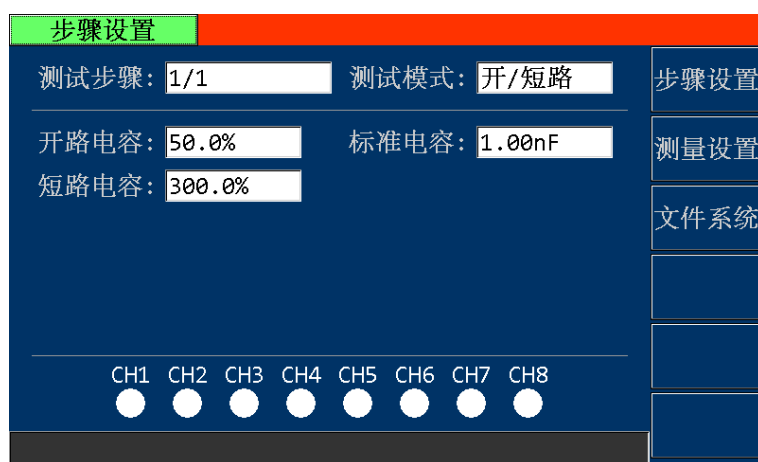 步骤设置
测试步骤: 1/1 测试模式: 开/短路
开路电容: 50.0% 标准电容: 1.00nF
短路电容: 300.0%
CH1 CH2 CH3 CH4 CH5 CH6 CH7 CH8
步骤设置
测量设置
文件系统